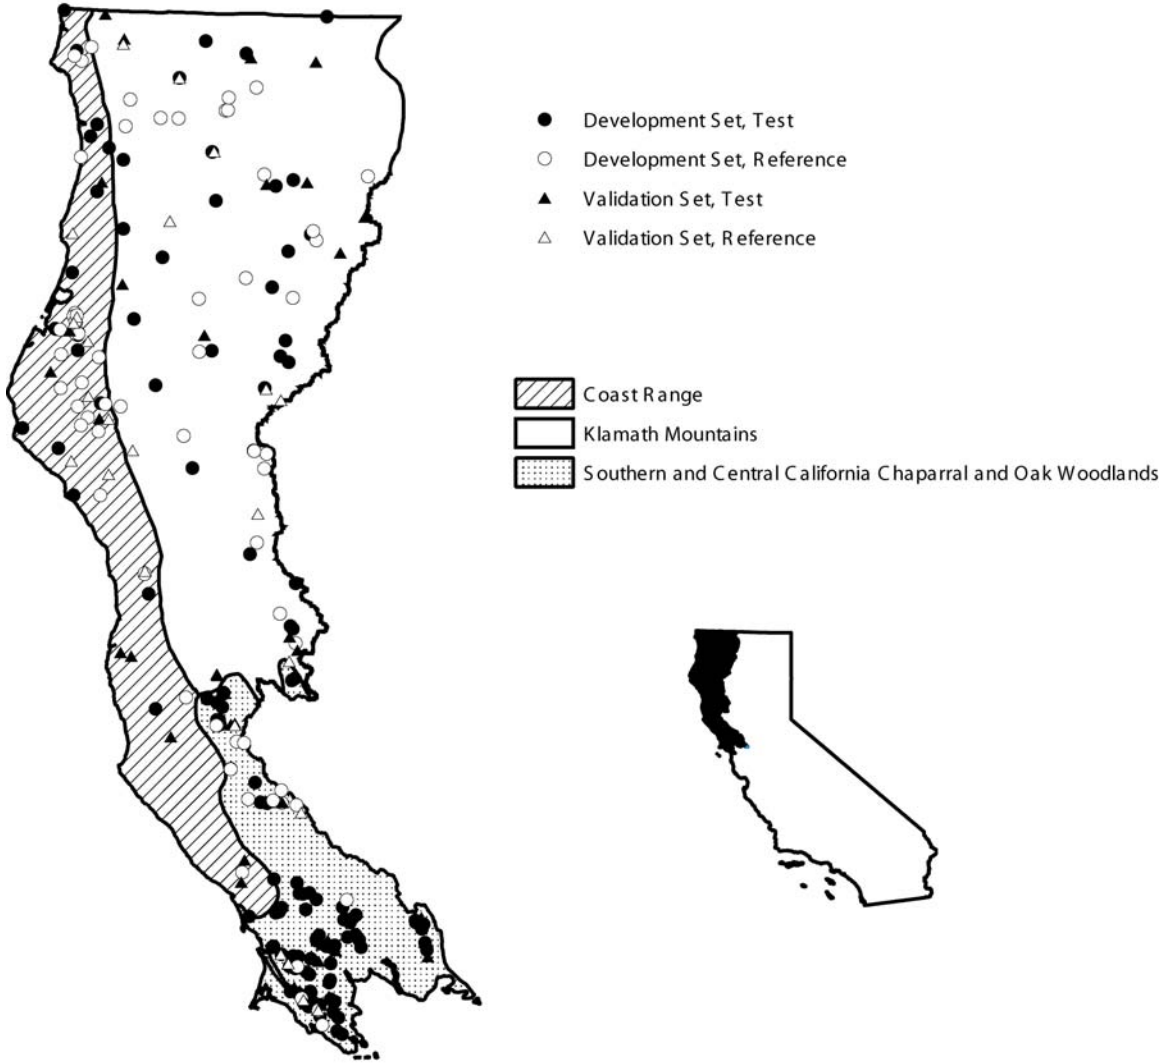 Development Set, Test
Development Set, Reference
Validation Set, Test
Validation Set, Reference
Coast Range
Klamath Mountains
Southern and Central California Chaparral and Oak Woodlands